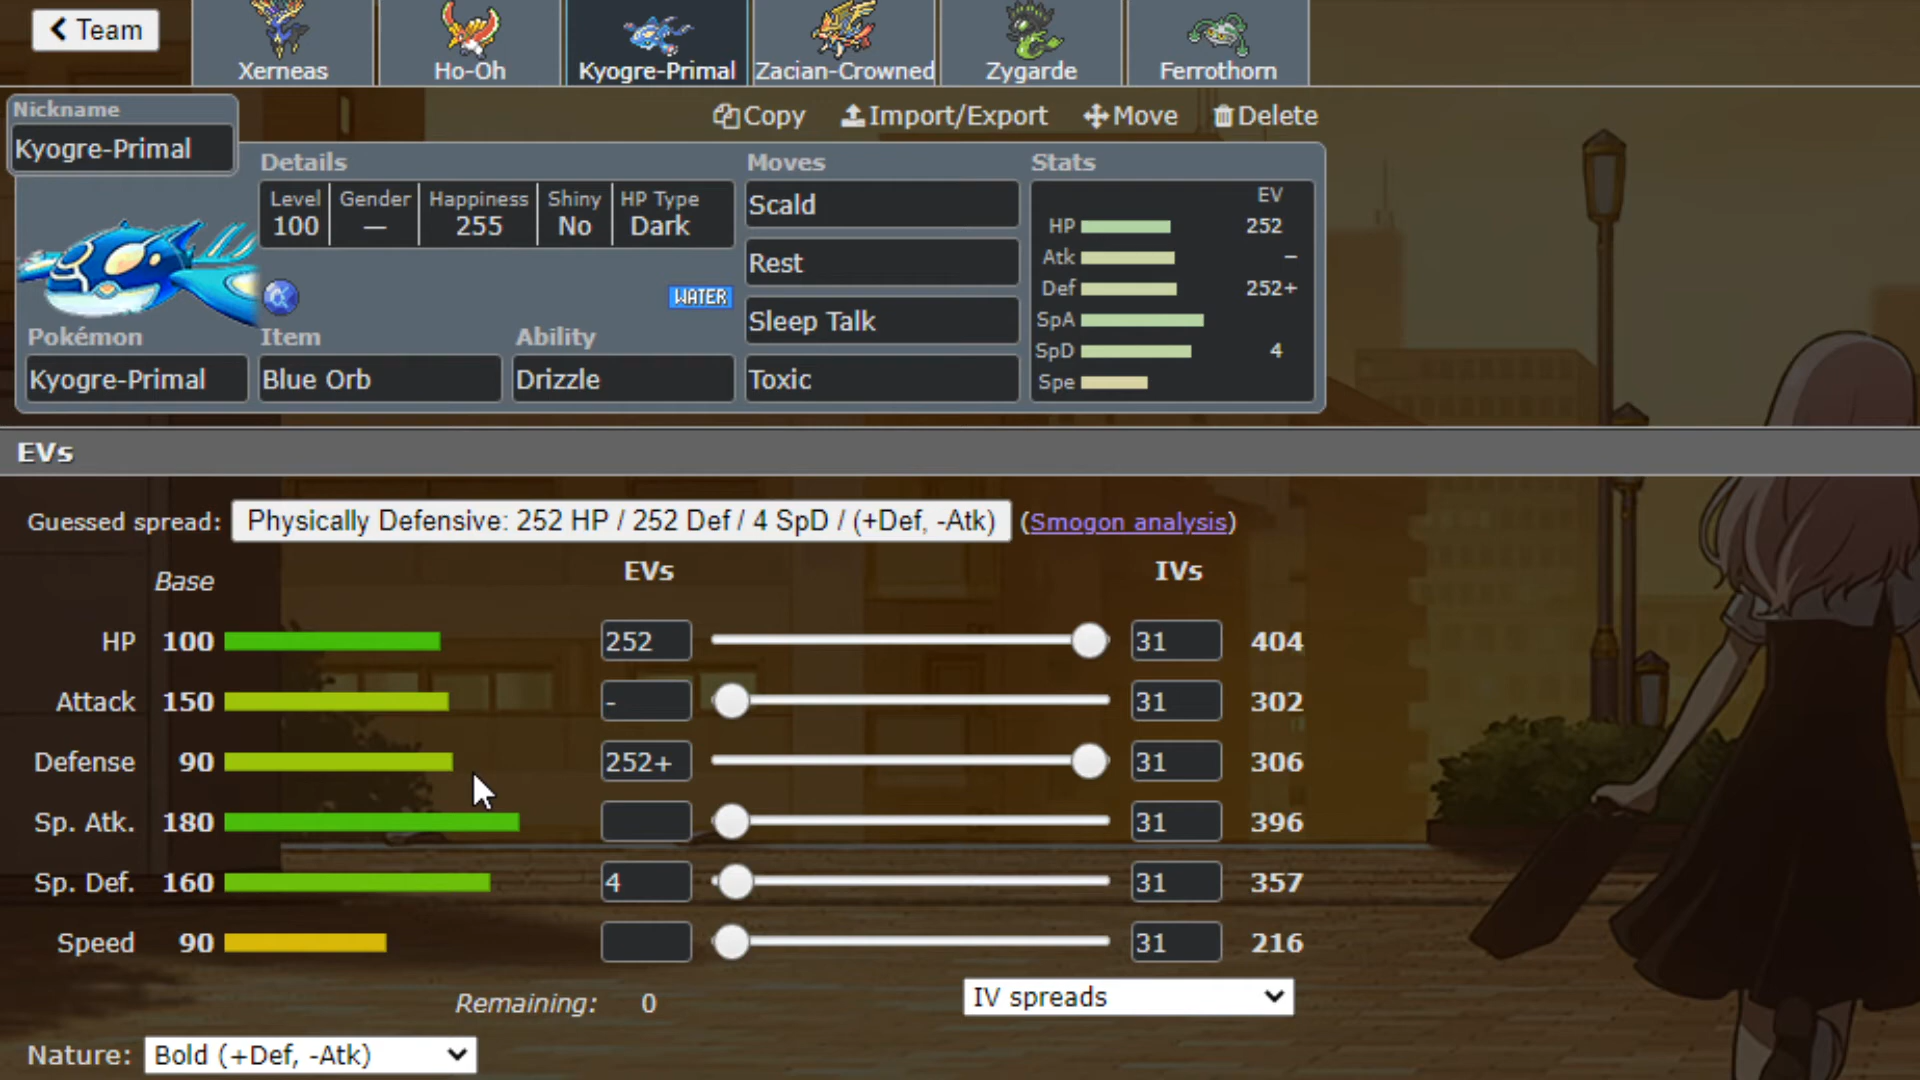 Team
Xerneas
Ho-Oh
Kyogre-Primal
Zacian-Crowned
Zygarde
Ferrothorn
Nickname
Kyogre-Primal
Copy
Import/Export
Move
Delete
Details
Level
100
Gender
—
Happiness
255
Shiny
No
HP Type
Dark
WATER
Pokémon
Kyogre-Primal
Item
Blue Orb
Ability
Drizzle
Moves
Scald
Rest
Sleep Talk
Toxic
Stats
EV
HP 252
Atk –
Def 252+
SpA
SpD 4
Spe
EVs
Guessed spread: Physically Defensive: 252 HP / 252 Def / 4 SpD / (+Def, -Atk) (Smogon analysis)
Base EVs IVs
HP 100 252 31 404
Attack 150 - 31 302
Defense 90 252+ 31 306
Sp. Atk. 180 31 396
Sp. Def. 160 4 31 357
Speed 90 31 216
Remaining: 0
IV spreads
Nature: Bold (+Def, -Atk)